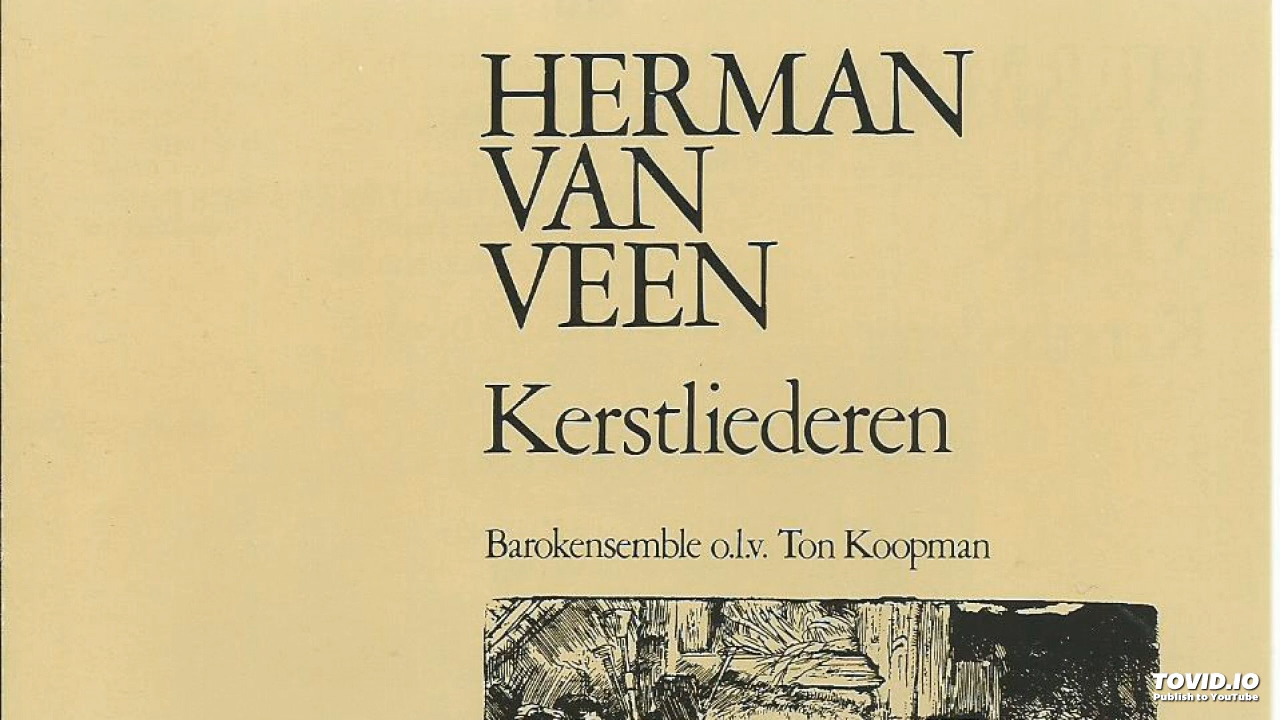 HERMAN
VAN
VEEN
Kerstliederen
Barokensemble o.l.v. Ton Koopman
TOVID.IO
Publish to YouTube